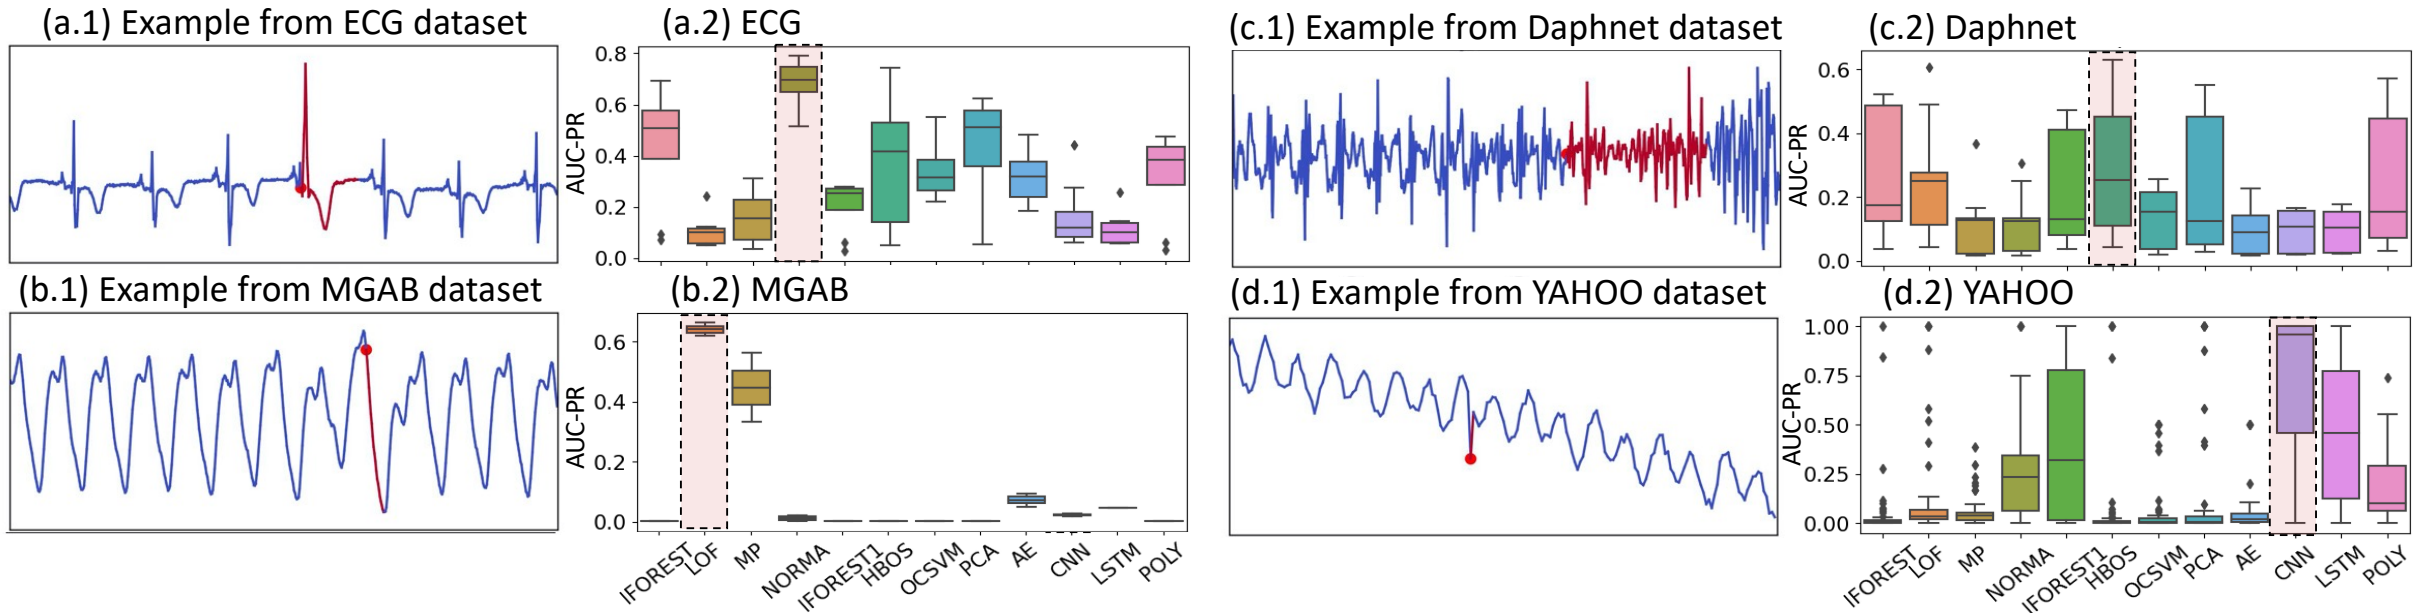 (a.1) Example from ECG dataset
(a.2) ECG
AUC-PR
0.8
0.6
0.4
0.2
0.0
(b.1) Example from MGAB dataset
(b.2) MGAB
AUC-PR
0.6
0.4
0.2
0.0
IFOREST
LOF
MP
NORMA
IFOREST1
HBOS
OCSVM
PCA
AE
CNN
LSTM
POLY
(c.1) Example from Daphnet dataset
(c.2) Daphnet
AUC-PR
0.6
0.4
0.2
0.0
(d.1) Example from YAHOO dataset
(d.2) YAHOO
AUC-PR
1.00
0.75
0.50
0.25
0.00
IFOREST
LOF
MP
NORMA
IFOREST1
HBOS
OCSVM
PCA
AE
CNN
LSTM
POLY